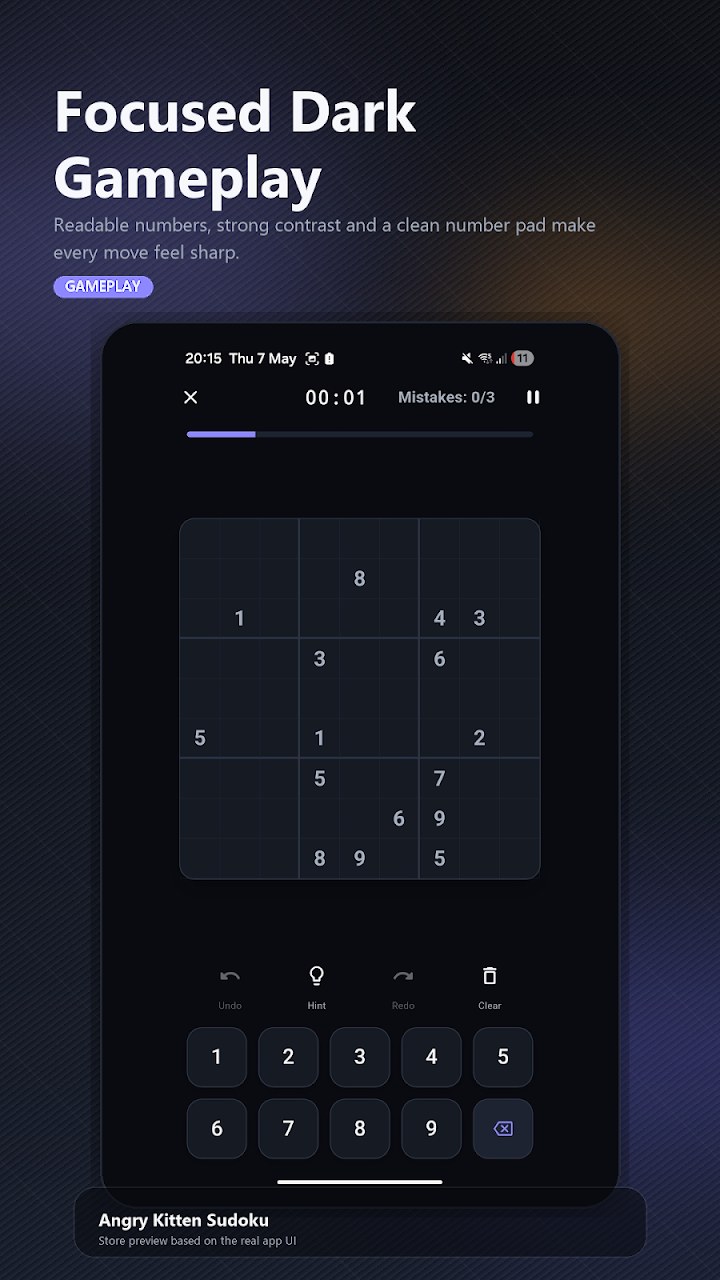 Focused Dark
Gameplay
Readable numbers, strong contrast and a clean number pad make
every move feel sharp.
GAMEPLAY
20:15 Thu 7 May 11
00:01 Mistakes: 0/3
8
1 4 3
3 6
5 1 2
5 7
6 9
8 9 5
Undo Hint Redo Clear
1 2 3 4 5
6 7 8 9
Angry Kitten Sudoku
Store preview based on the real app UI